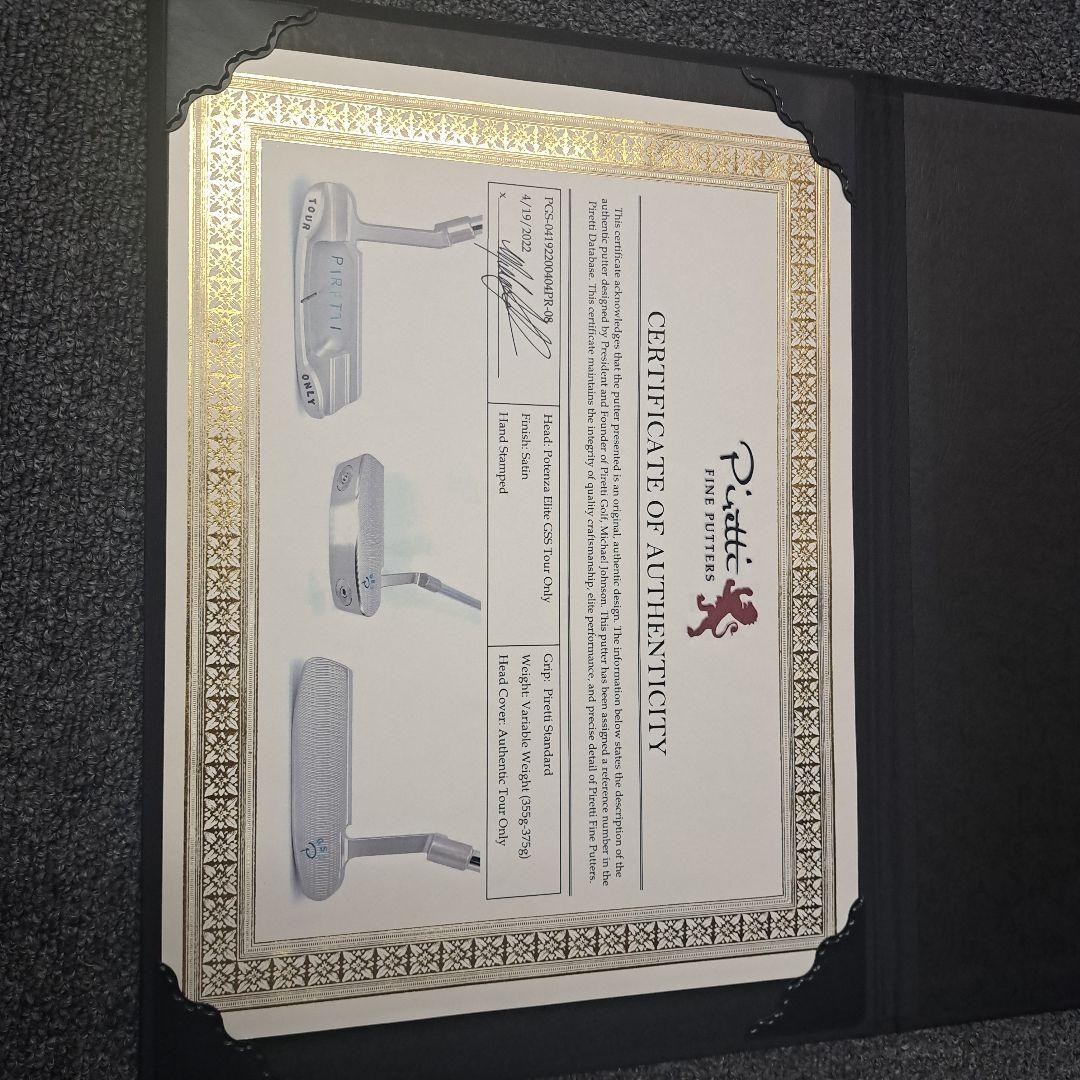 Piretti
FINE PUTTERS
CERTIFICATE OF AUTHENTICITY
This certificate acknowledges that the putter presented is an original, authentic design. The information below states the description of the
authentic putter designed by President and Founder of Piretti Golf, Michael Johnson. This putter has been assigned a reference number in the
Piretti Database. This certificate maintains the integrity of quality craftsmanship, elite performance, and precise detail of Piretti Fine Putters.
PGS-04192200404PR-08
4/19/2022
x
Head: Potenza Elite GSS Tour Only
Finish: Satin
Hand Stamped
Grip: Piretti Standard
Weight: Variable Weight (355g-375g)
Head Cover: Authentic Tour Only
TOUR
PIRETTI
ONLY